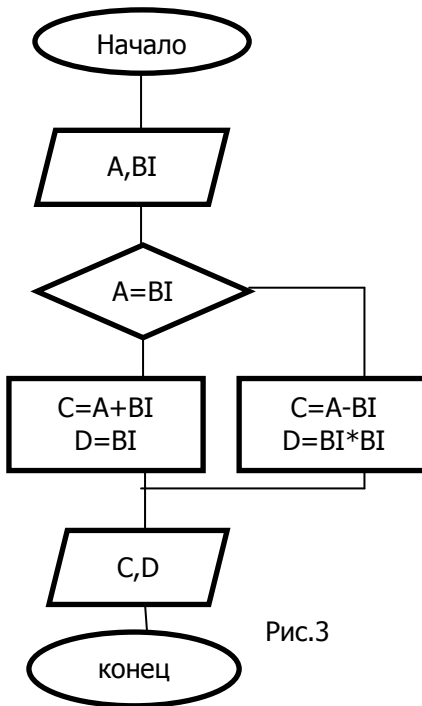 Начало
A,BI
A=BI
C=A+BI
D=BI
C=A-BI
D=BI*BI
C,D
Рис.3
конец